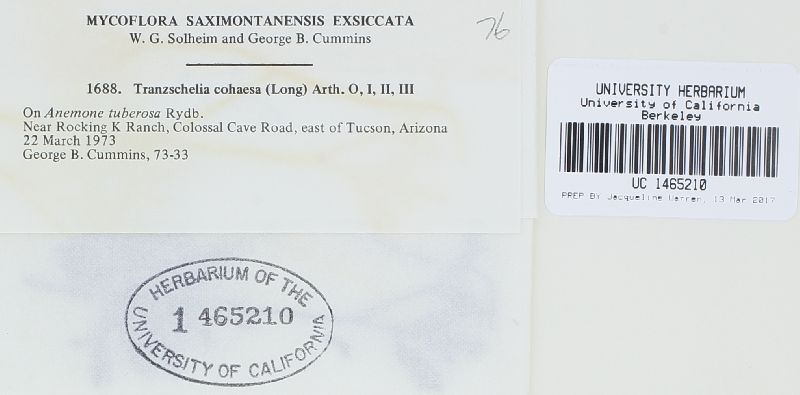 MYCOFLORA SAXIMONTANENSIS EXSICCATA
W. G. Solheim and George B. Cummins
76
1688. Tranzschelia cohaesa (Long) Arth. O, I, II, III
On Anemone tuberosa Rydb.
Near Rocking K Ranch, Colossal Cave Road, east of Tucson, Arizona
22 March 1973
George B. Cummins, 73-33
UNIVERSITY HERBARIUM
University of California
Berkeley
UC 1465210
PREP BY Jacqueline Warren, 13 Mar 2017
HERBARIUM OF THE
1 465210
UNIVERSITY OF CALIFORNIA